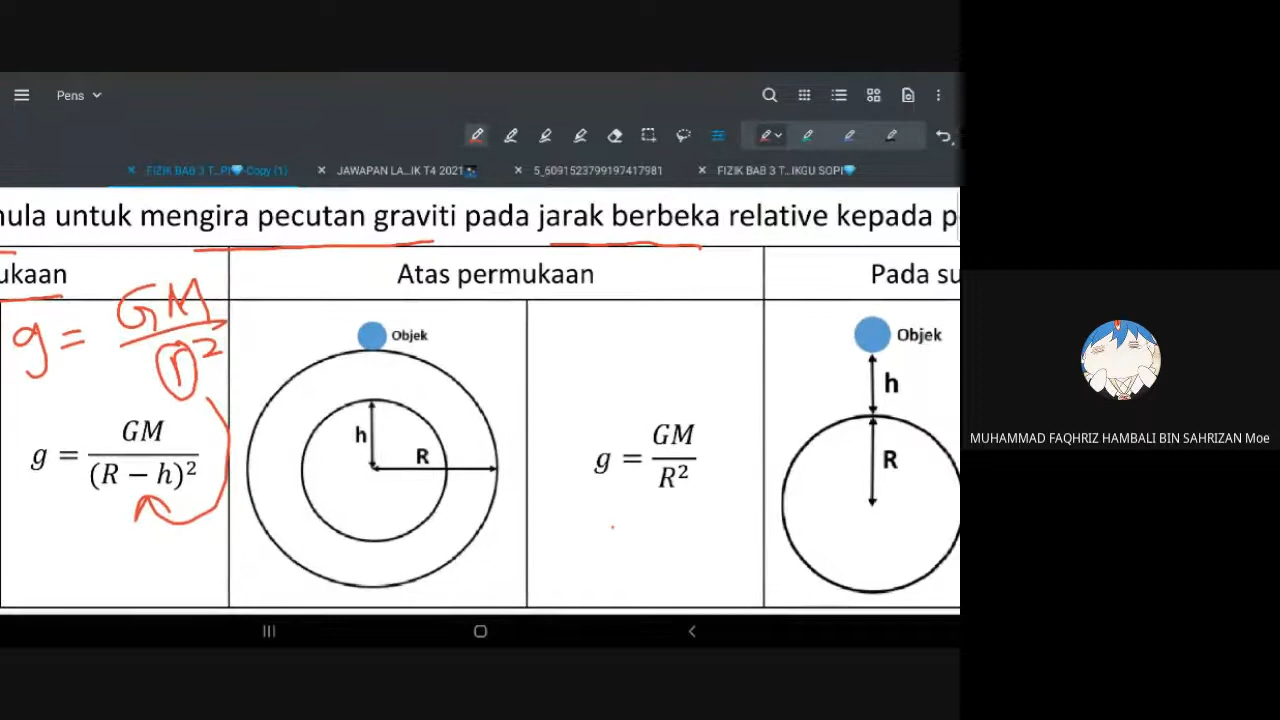 Pens
FIZIK BAB 3 T...PI💎 Copy (1)
JAWAPAN LA...IK T4 2021
5_6091523799197417981
FIZIK BAB 3 T...IKGU SOPI💎
mula untuk mengira pecutan graviti pada jarak berbeka relative kepada p
ukaan
Atas permukaan
Pada su
g = GM/r²
g = GM/(R − h)²
Objek
h
R
g = GM/R²
Objek
h
R
MUHAMMAD FAQHRIZ HAMBALI BIN SAHRIZAN Moe